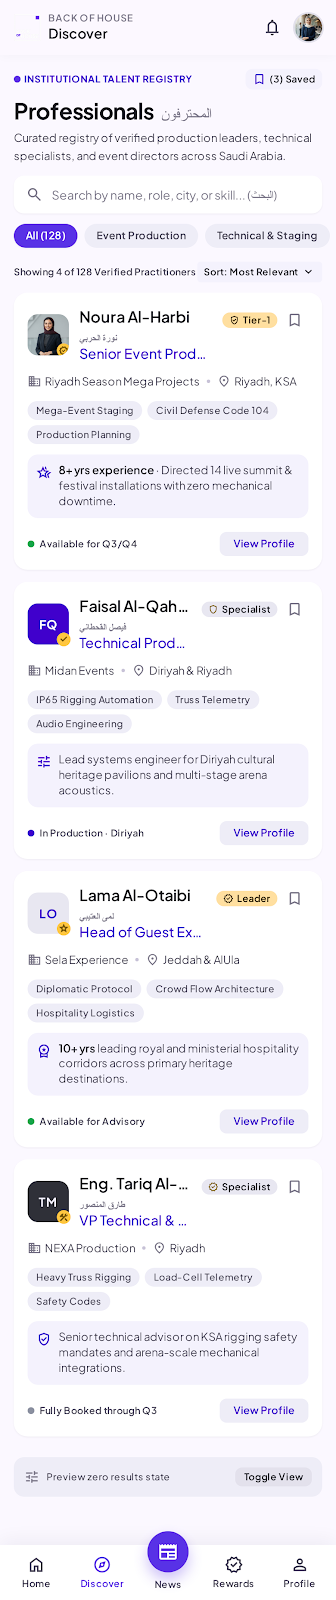 BACK OF HOUSE
Discover
INSTITUTIONAL TALENT REGISTRY
(3) Saved
Professionals المحترفون
Curated registry of verified production leaders, technical
specialists, and event directors across Saudi Arabia.
Search by name, role, city, or skill... (البحث)
All (128)
Event Production
Technical & Staging
Showing 4 of 128 Verified Practitioners
Sort: Most Relevant
Noura Al-Harbi
Tier-1
نورة الحربي
Senior Event Prod...
Riyadh Season Mega Projects • Riyadh, KSA
Mega-Event Staging
Civil Defense Code 104
Production Planning
8+ yrs experience · Directed 14 live summit &
festival installations with zero mechanical
downtime.
Available for Q3/Q4
View Profile
FQ
Faisal Al-Qah...
Specialist
فيصل القحطاني
Technical Prod...
Midan Events • Diriyah & Riyadh
IP65 Rigging Automation
Truss Telemetry
Audio Engineering
Lead systems engineer for Diriyah cultural
heritage pavilions and multi-stage arena
acoustics.
In Production · Diriyah
View Profile
LO
Lama Al-Otaibi
Leader
لمى العتيبي
Head of Guest Ex...
Sela Experience • Jeddah & AlUla
Diplomatic Protocol
Crowd Flow Architecture
Hospitality Logistics
10+ yrs leading royal and ministerial hospitality
corridors across primary heritage
destinations.
Available for Advisory
View Profile
TM
Eng. Tariq Al-...
Specialist
طارق المنصور
VP Technical & ...
NEXA Production • Riyadh
Heavy Truss Rigging
Load-Cell Telemetry
Safety Codes
Senior technical advisor on KSA rigging safety
mandates and arena-scale mechanical
integrations.
Fully Booked through Q3
View Profile
Preview zero results state
Toggle View
Home
Discover
News
Rewards
Profile